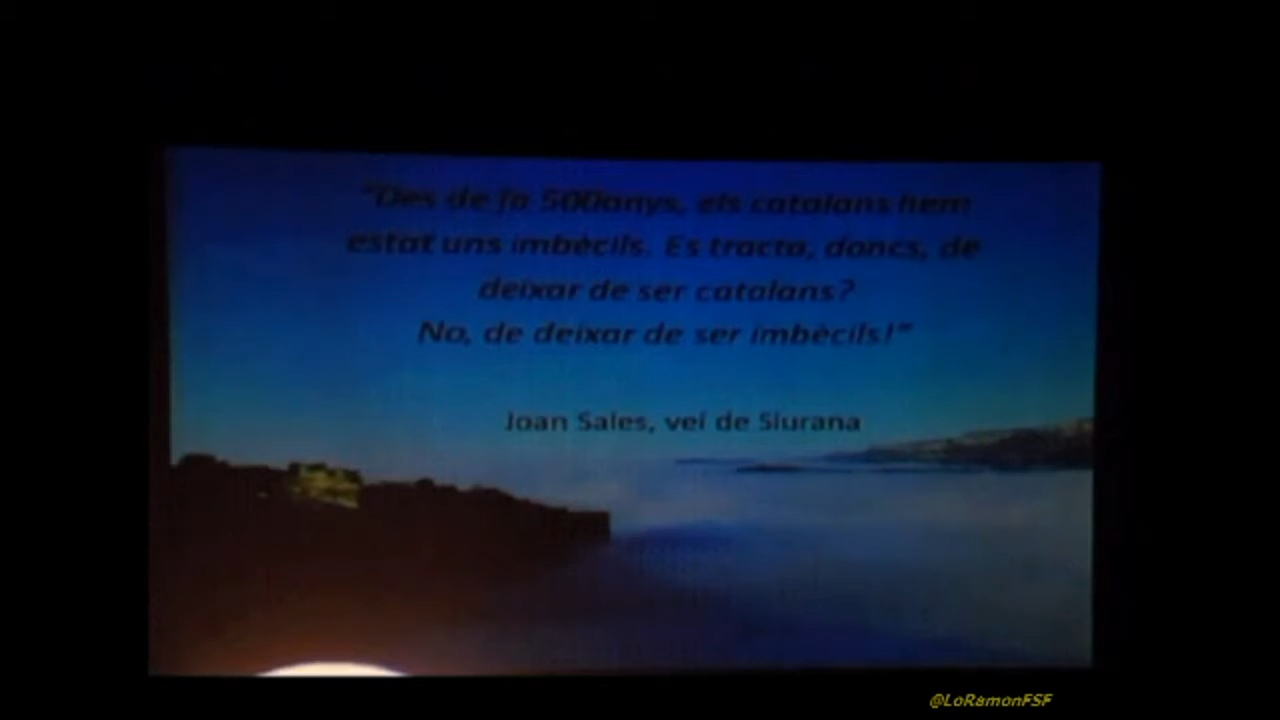 "Des de fa 500anys, els catalans hem
estat uns imbècils. Es tracta, doncs, de
deixar de ser catalans?
No, de deixar de ser imbècils!"
Joan Sales, veí de Siurana
@LoRamonFSF